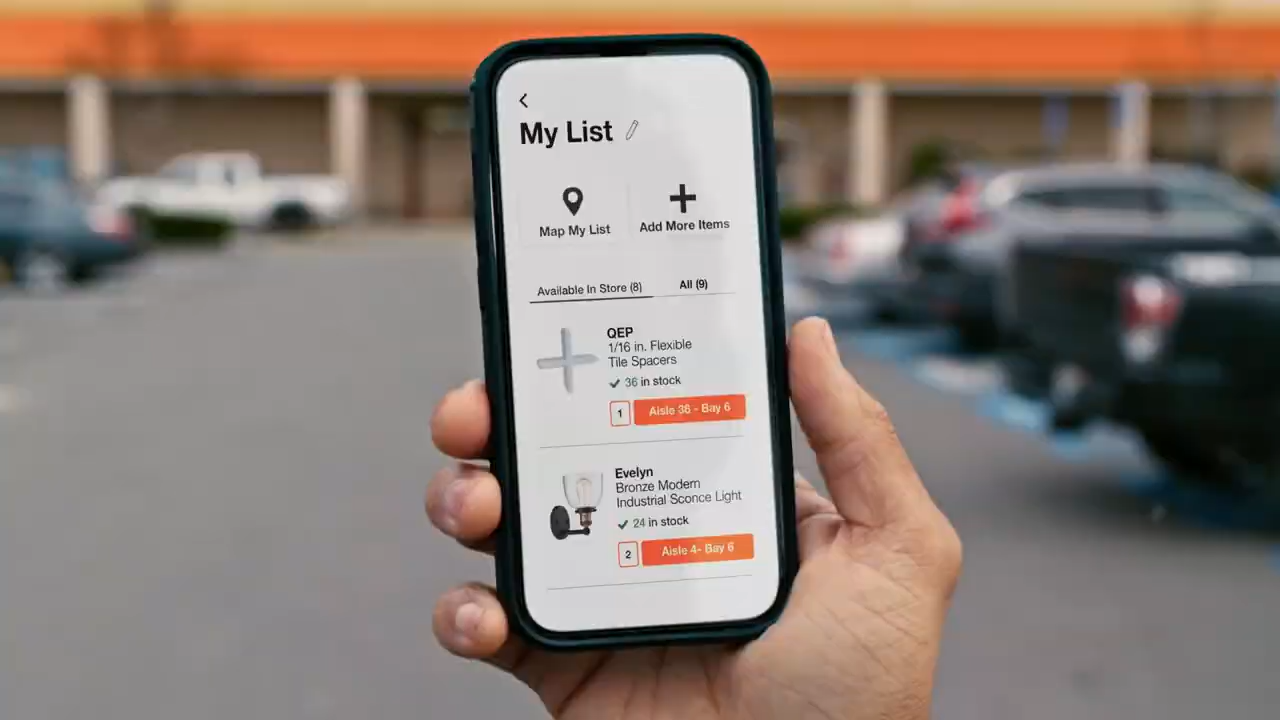 My List
Map My List
Add More Items
Available In Store (8)
All (9)
QEP
1/16 in. Flexible
Tile Spacers
36 in stock
1
Aisle 36 - Bay 6
Evelyn
Bronze Modern
Industrial Sconce Light
24 in stock
2
Aisle 4- Bay 6